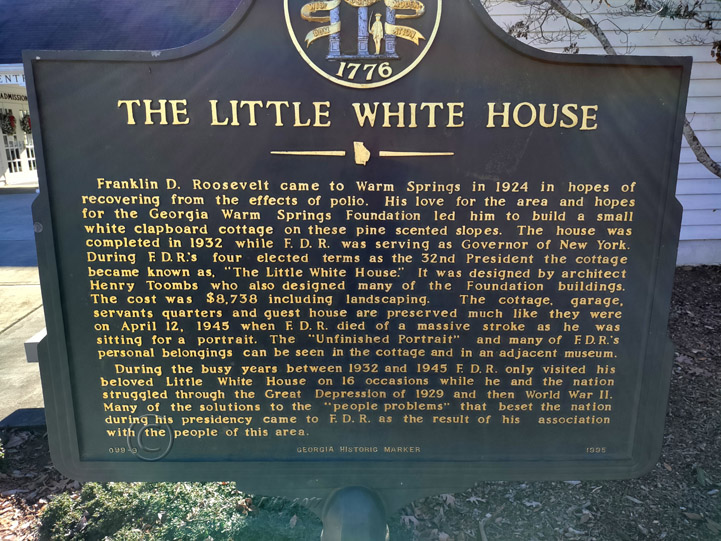 ENT
ADMISSION
1776
THE LITTLE WHITE HOUSE
Franklin D. Roosevelt came to Warm Springs in 1924 in hopes of
recovering from the effects of polio. His love for the area and hopes
for the Georgia Warm Springs Foundation led him to build a small
white clapboard cottage on these pine scented slopes. The house was
completed in 1932 while F. D. R. was serving as Governor of New York.
During F. D. R.'s four elected terms as the 32nd President the cottage
became known as, "The Little White House." It was designed by architect
Henry Toombs who also designed many of the Foundation buildings.
The cost was $8,738 including landscaping. The cottage, garage,
servants quarters and guest house are preserved much like they were
on April 12, 1945 when F. D. R. died of a massive stroke as he was
sitting for a portrait. The "Unfinished Portrait" and many of F. D. R.'s
personal belongings can be seen in the cottage and in an adjacent museum.
During the busy years between 1932 and 1945 F. D. R. only visited his
beloved Little White House on 16 occasions while he and the nation
struggled through the Great Depression of 1929 and then World War II.
Many of the solutions to the "people problems" that beset the nation
during his presidency came to F. D. R. as the result of his association
with the people of this area.
GEORGIA HISTORIC MARKER